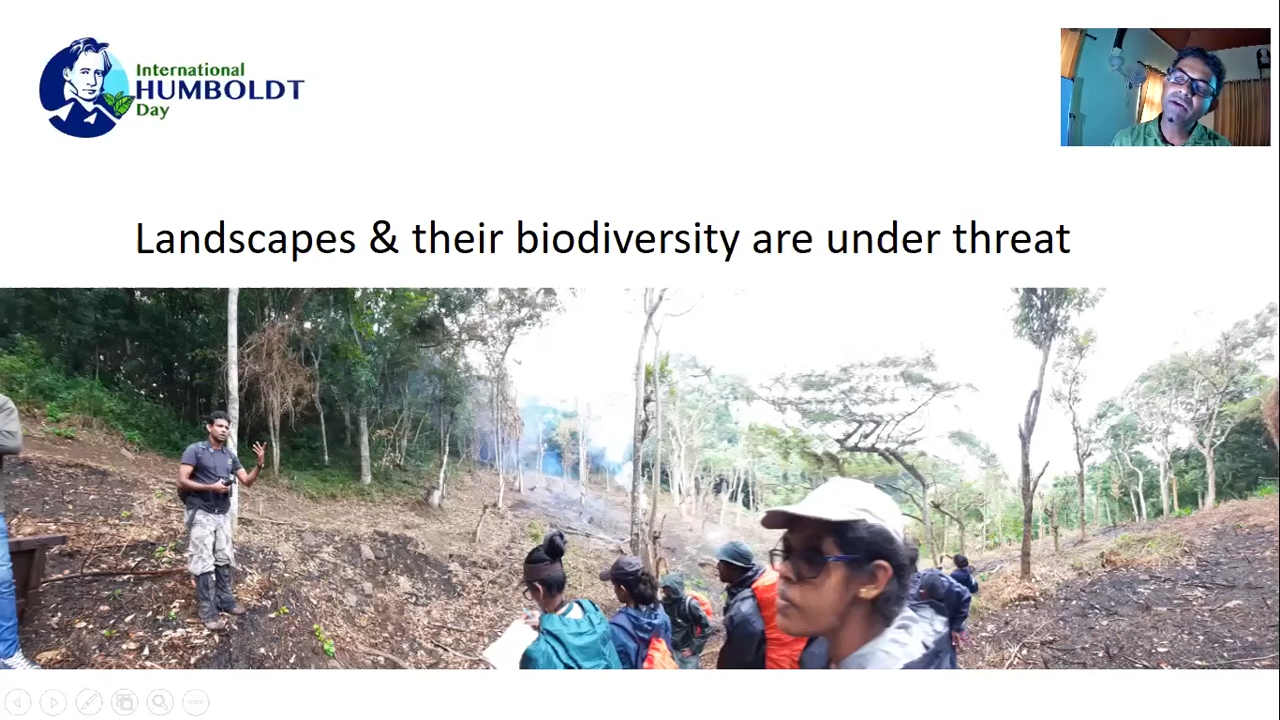 International
HUMBOLDT
Day
Landscapes & their biodiversity are under threat